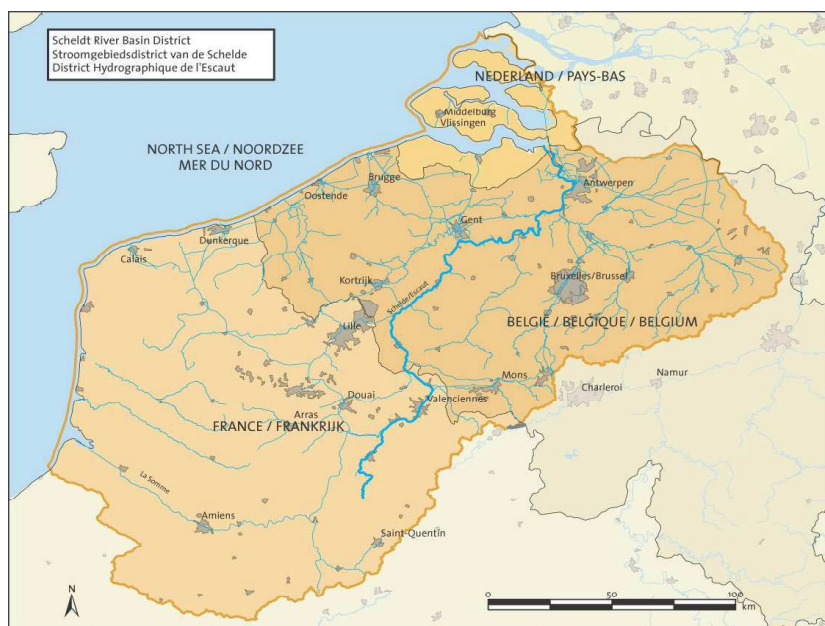 Scheldt River Basin District
Stroomgebiedsdistrict van de Schelde
District Hydrographique de l'Escaut
NEDERLAND / PAYS-BAS
Middelburg
Vlissingen
NORTH SEA / NOORDZEE
MER DU NORD
Brugge
Antwerpen
Oostende
Gent
Dunkerque
Calais
Bruxelles/Brussel
Kortrijk
Schelde/Escaut
Lille
BELGIË / BELGIQUE / BELGIUM
Mons
Namur
Charleroi
Douai
Valenciennes
Arras
FRANCE / FRANKRIJK
La Somme
Amiens
Saint-Quentin
N
0 50 100
km